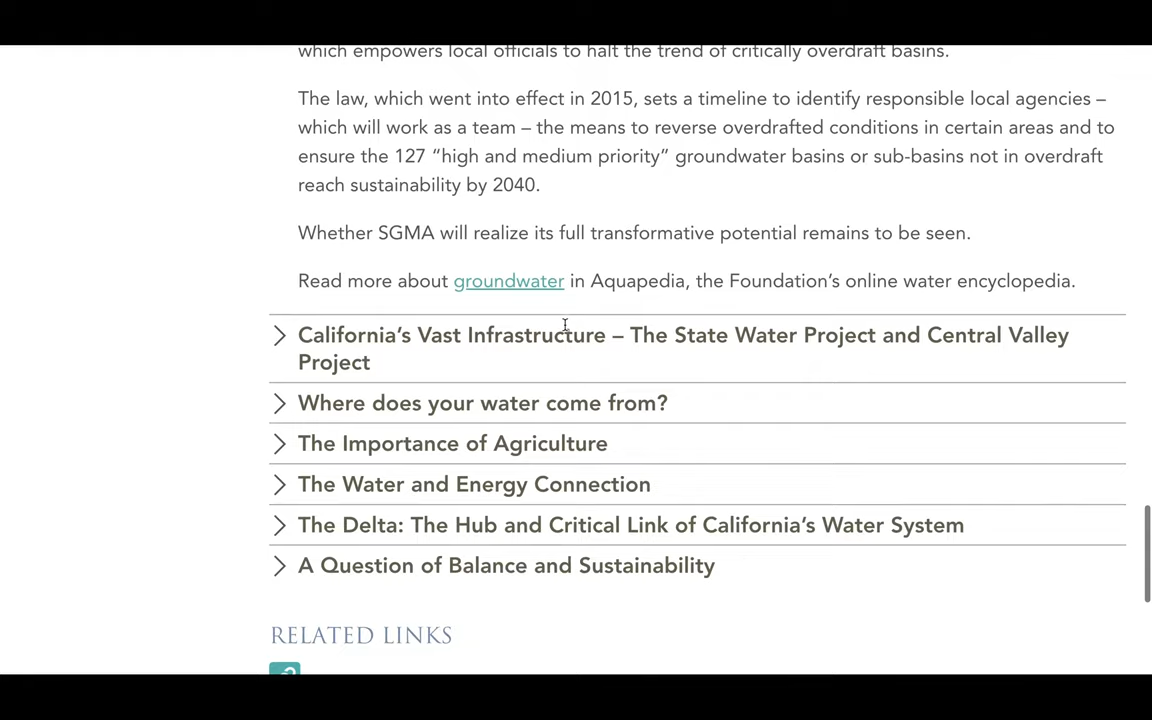 which empowers local officials to halt the trend of critically overdraft basins.
The law, which went into effect in 2015, sets a timeline to identify responsible local agencies –
which will work as a team – the means to reverse overdrafted conditions in certain areas and to
ensure the 127 “high and medium priority” groundwater basins or sub-basins not in overdraft
reach sustainability by 2040.
Whether SGMA will realize its full transformative potential remains to be seen.
Read more about groundwater in Aquapedia, the Foundation’s online water encyclopedia.
California’s Vast Infrastructure – The State Water Project and Central Valley
Project
Where does your water come from?
The Importance of Agriculture
The Water and Energy Connection
The Delta: The Hub and Critical Link of California’s Water System
A Question of Balance and Sustainability
RELATED LINKS